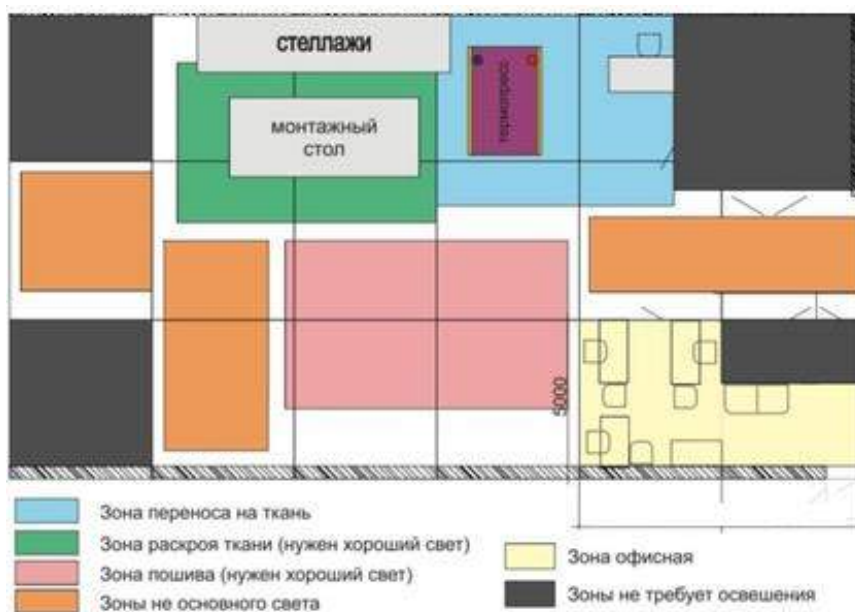 стеллажи
монтажный
стол
термопресс
5000
Зона переноса на ткань
Зона раскроя ткани (нужен хороший свет)
Зона пошива (нужен хороший свет)
Зоны не основного света
Зона офисная
Зоны не требует освешения